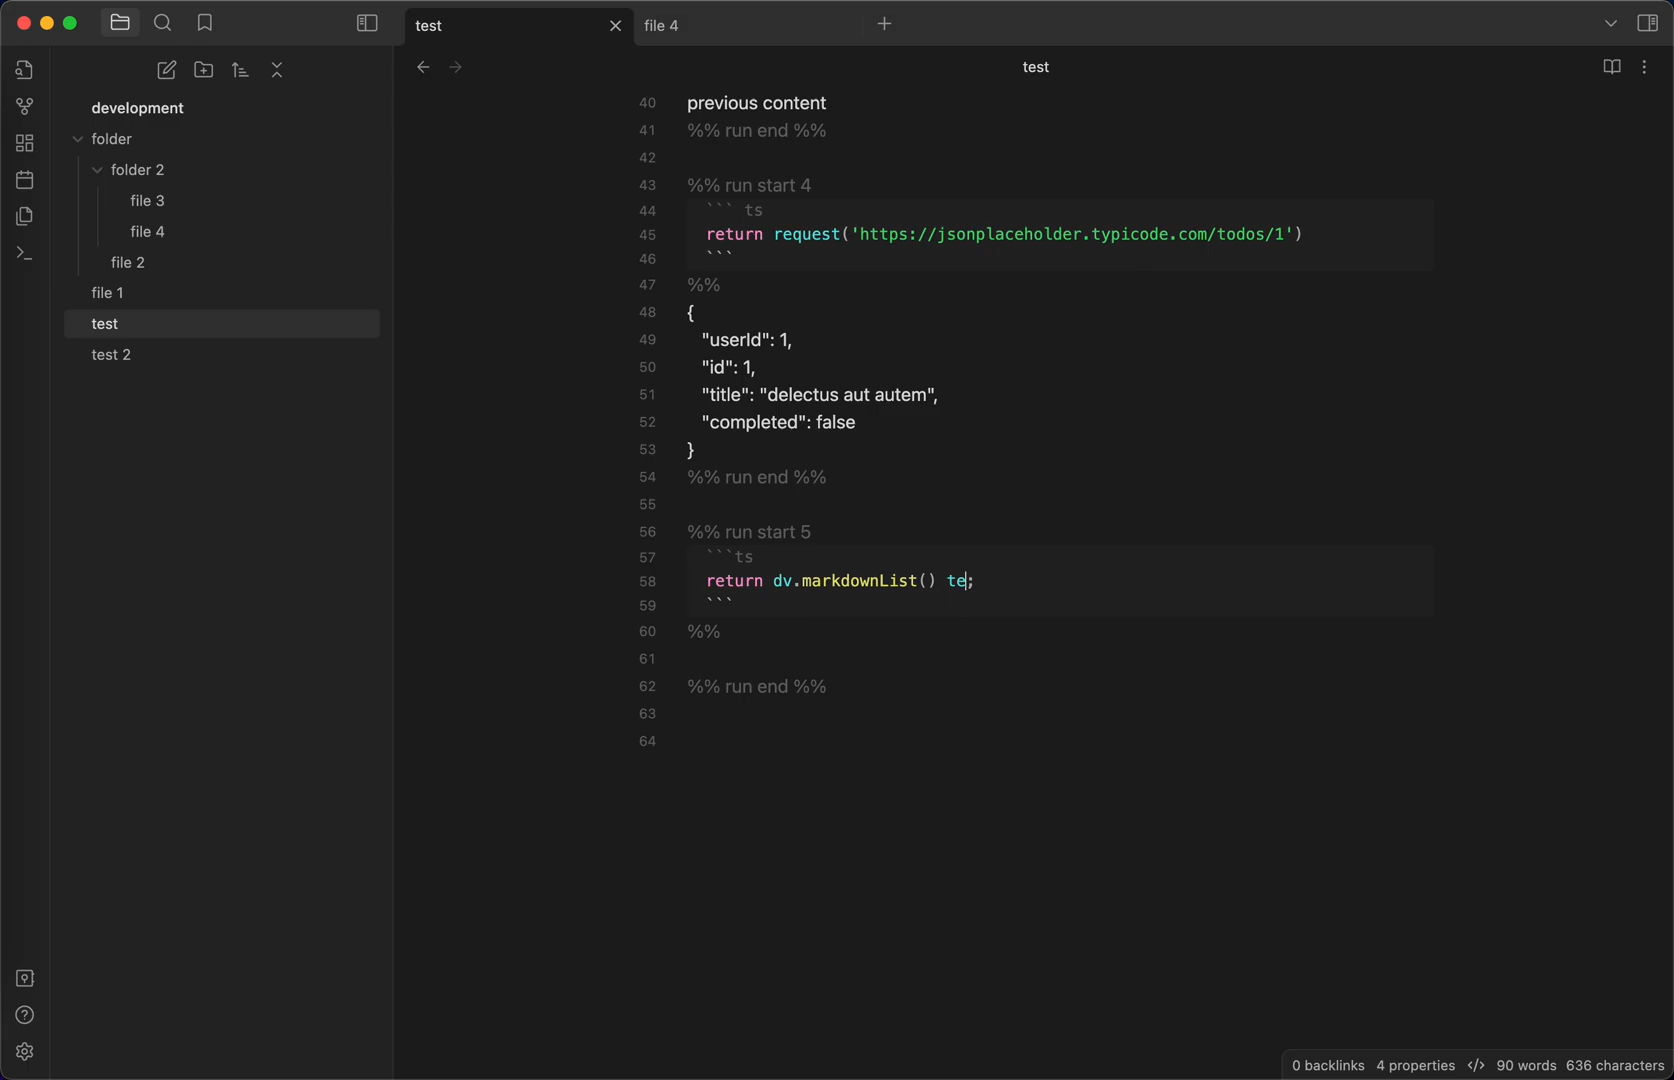 test
file 4
test
development
folder
folder 2
file 3
file 4
file 2
file 1
test
test 2
40 previous content
41 %% run end %%
42
43 %% run start 4
44 ``` ts
45 return request('https://jsonplaceholder.typicode.com/todos/1')
46 ```
47 %%
48 {
49 "userId": 1,
50 "id": 1,
51 "title": "delectus aut autem",
52 "completed": false
53 }
54 %% run end %%
55
56 %% run start 5
57 ```ts
58 return dv.markdownList() te;
59 ```
60 %%
61
62 %% run end %%
63
64
0 backlinks 4 properties </> 90 words 636 characters